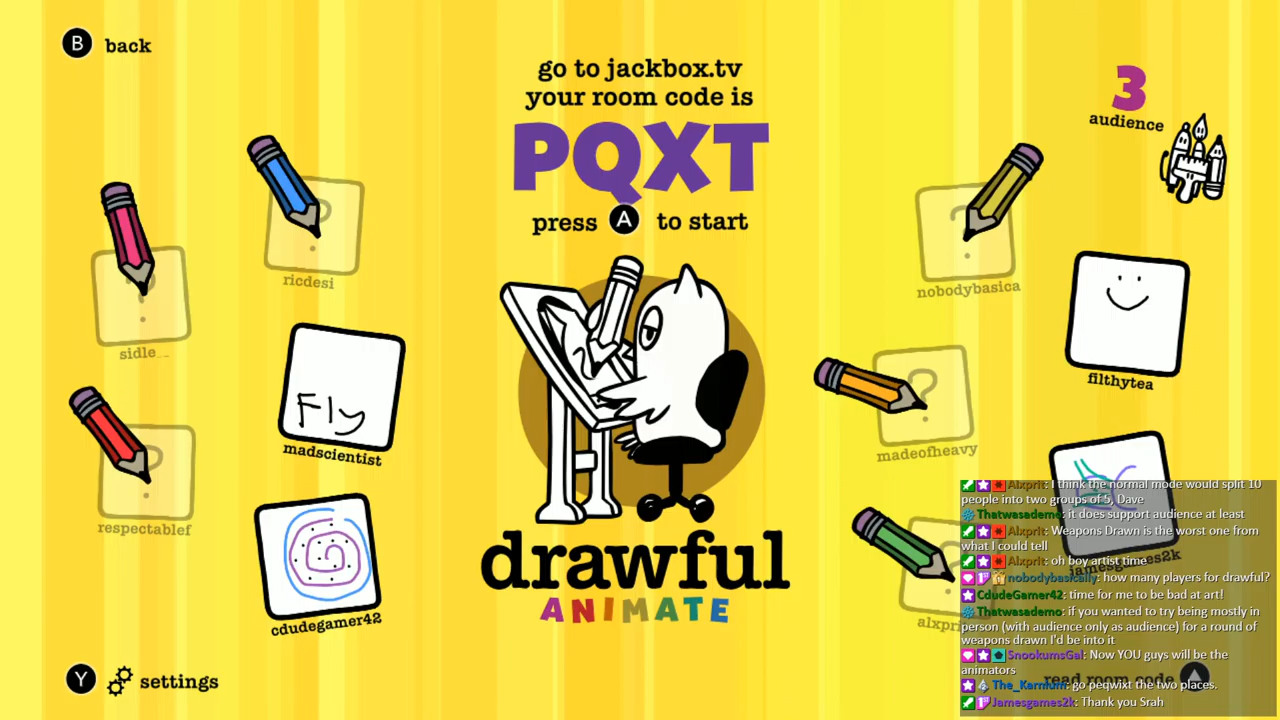 B back
go to jackbox.tv
your room code is
PQXT
press A to start
3
audience
sidle__
ricdesi
nobodybasica
filthytea
respectablef
Fly
madscientist
madeofheavy
cdudegamer42
jamesgames2k
drawful
ANIMATE
Y settings
read room code
Alxprit: I think the normal mode would split 10
people into two groups of 5, Dave
Thatwasademo: it does support audience at least
Alxprit: Weapons Drawn is the worst one from
what I could tell
Alxprit: oh boy artist time
nobodybasically: how many players for drawful?
CdudeGamer42: time for me to be bad at art!
Thatwasademo: if you wanted to try being mostly in
person (with audience only as audience) for a round of
weapons drawn I'd be into it
SnookumsGal: Now YOU guys will be the
animators
The_Karnium: go peqwixt the two places.
Jamesgames2k: Thank you Srah